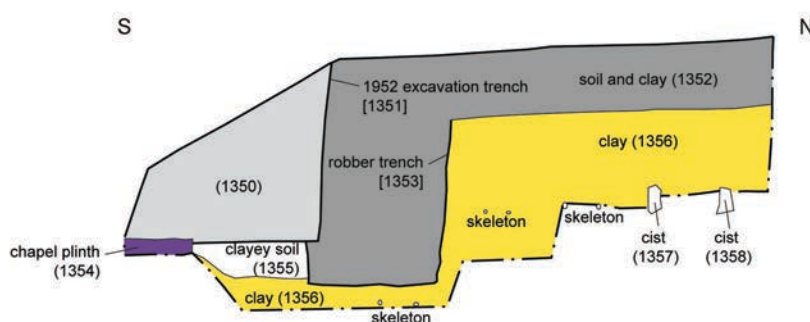 S
N
1952 excavation trench
[1351]
soil and clay (1352)
robber trench
[1353]
clay (1356)
(1350)
skeleton
skeleton
chapel plinth
(1354)
clayey soil
(1355)
cist
(1357)
cist
(1358)
clay (1356)
skeleton